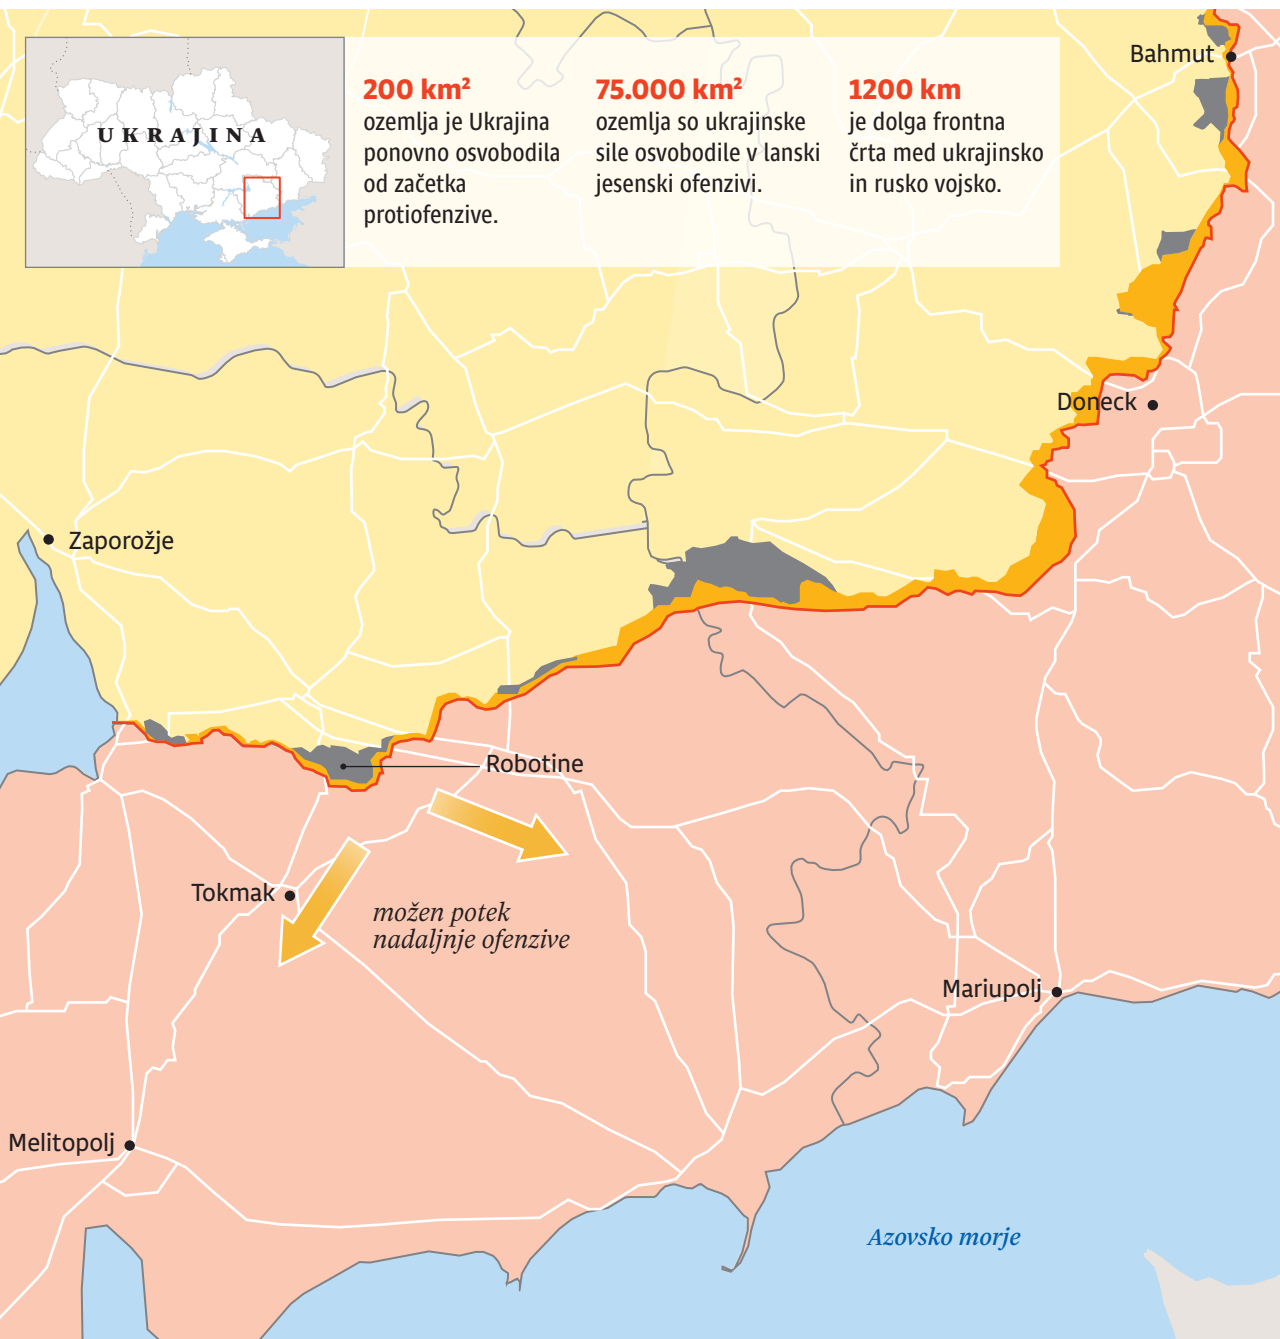 UKRAJINA
200 km²
ozemlja je Ukrajina
ponovno osvobodila
od začetka
protiofenzive.
75.000 km²
ozemlja so ukrajinske
sile osvobodile v lanski
jesenski ofenzivi.
1200 km
je dolga frontna
črta med ukrajinsko
in rusko vojsko.
Bahmut
Doneck
Zaporožje
Robotine
Tokmak
možen potek
nadaljnje ofenzive
Mariupolj
Melitopolj
Azovsko morje